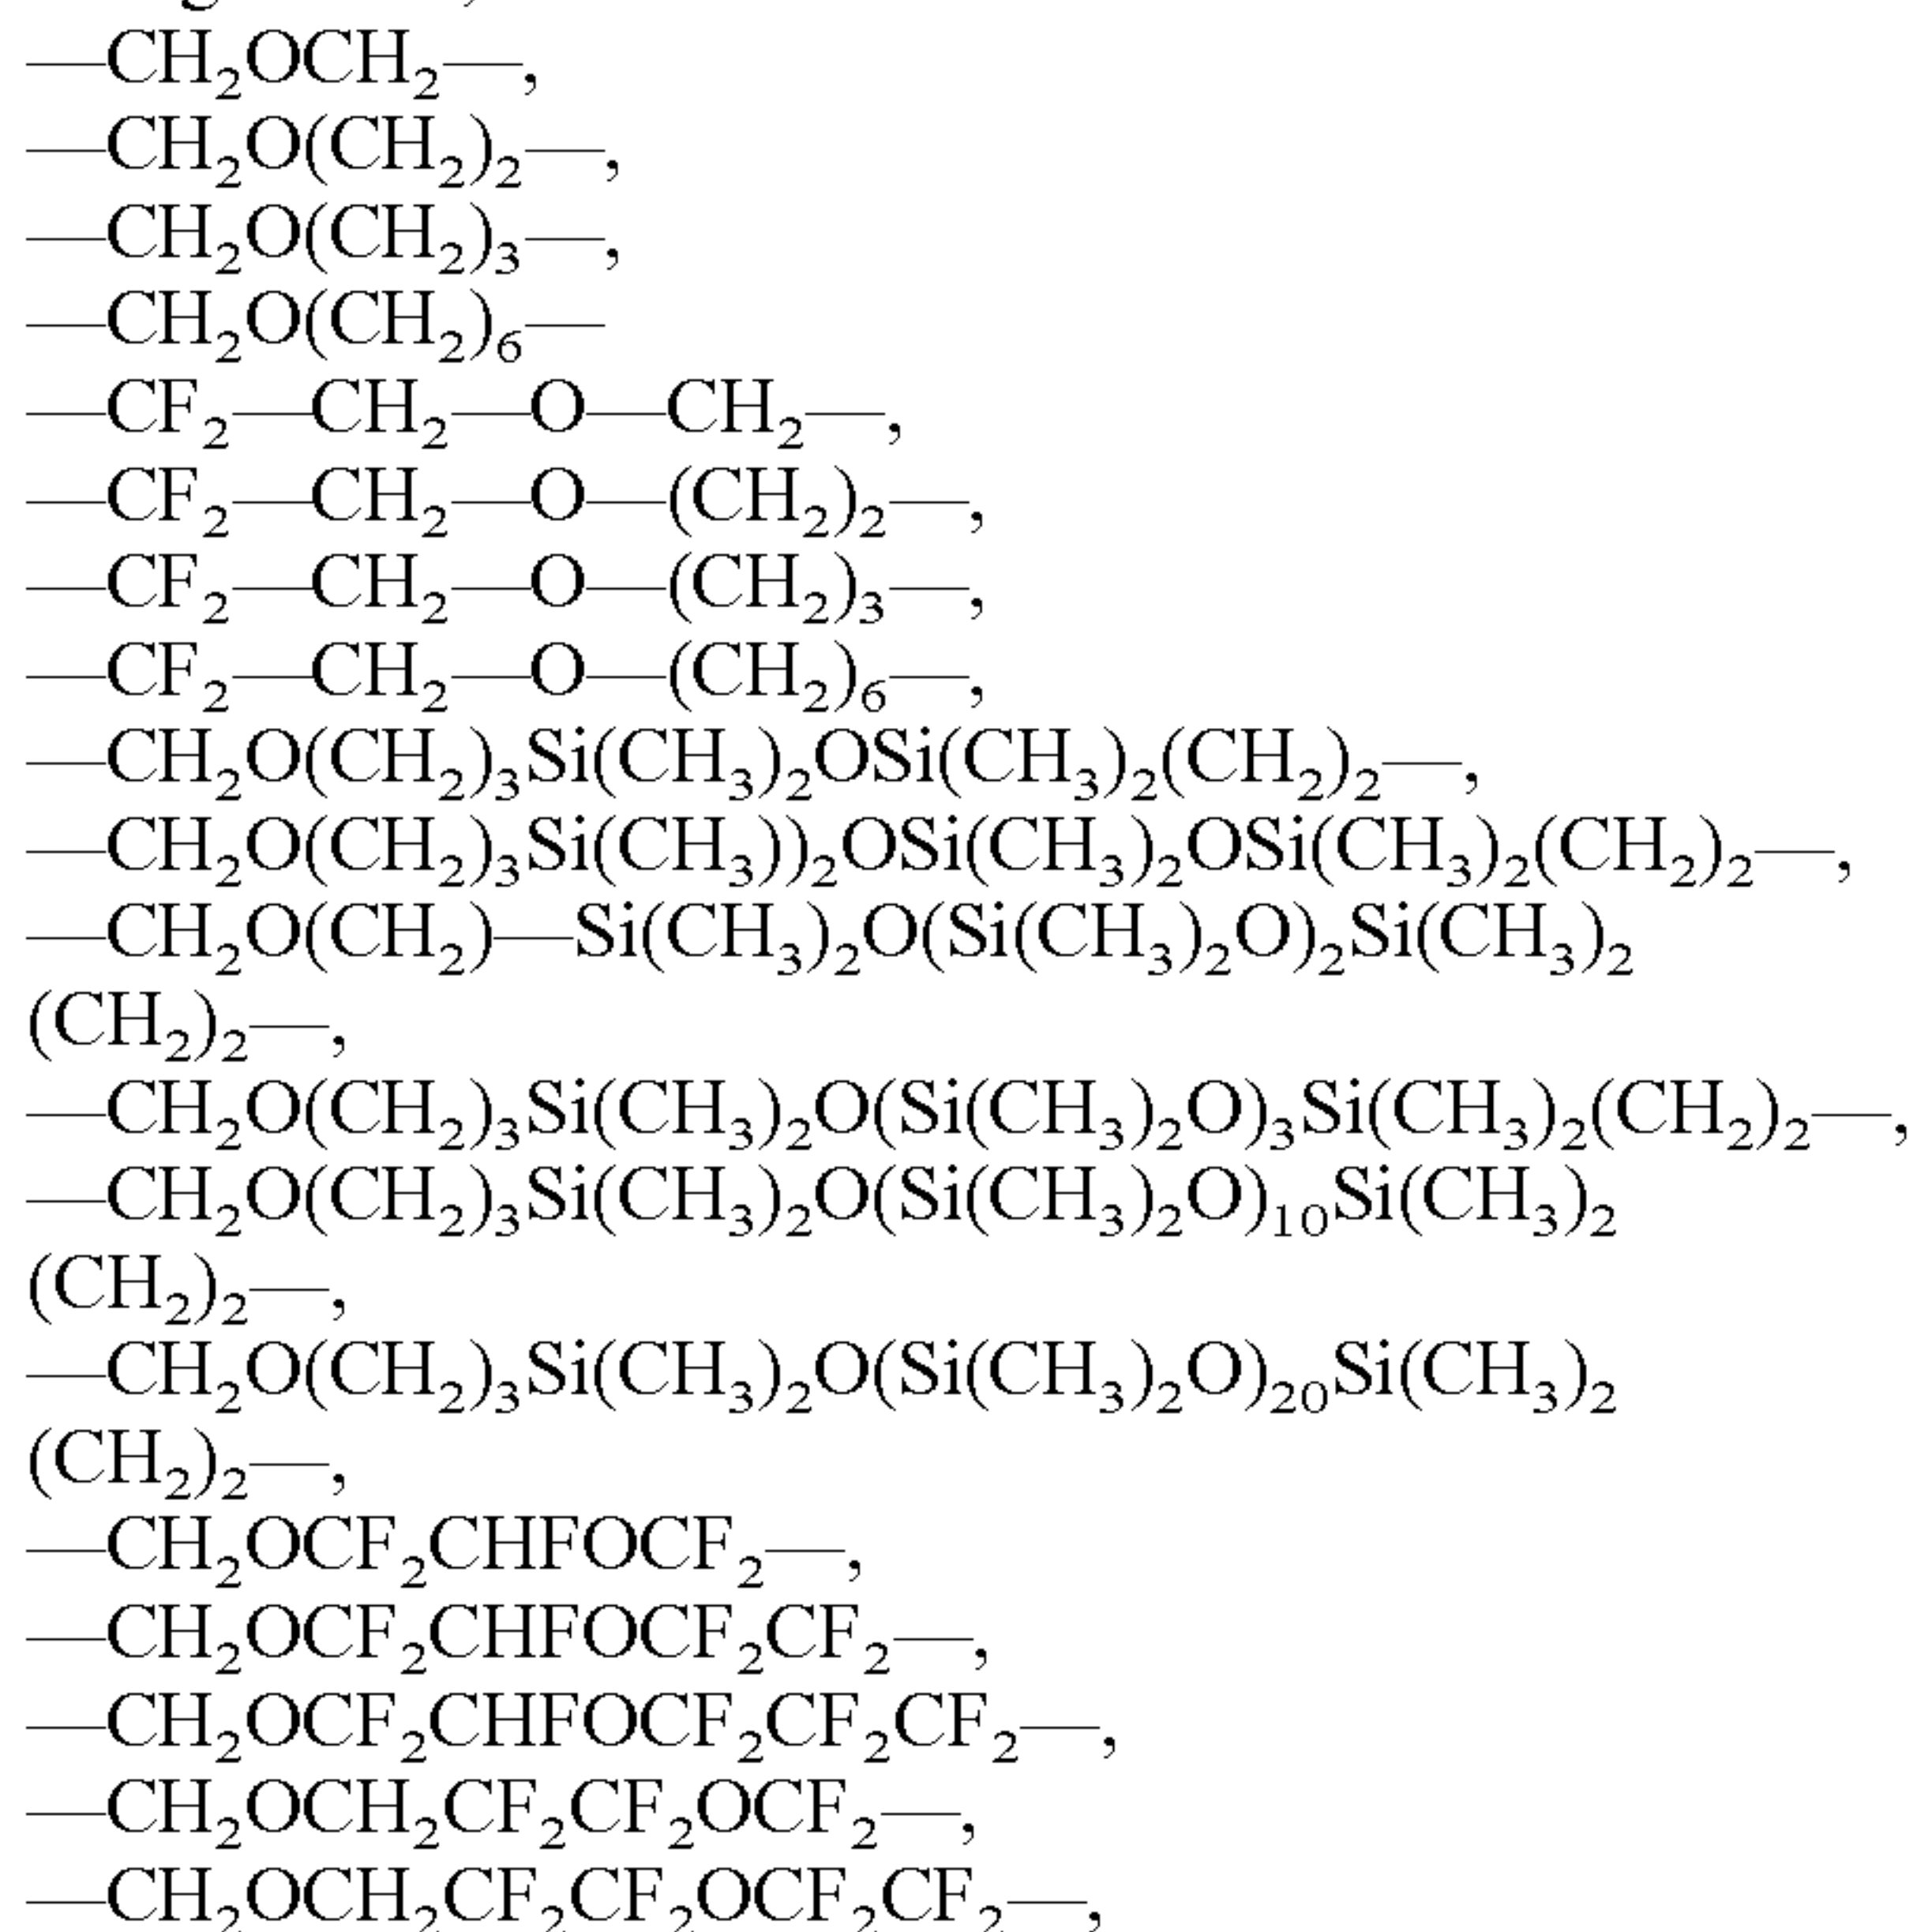 —CH₂OCH₂—,
—CH₂O(CH₂)₂—,
—CH₂O(CH₂)₃—,
—CH₂O(CH₂)₆—
—CF₂—CH₂—O—CH₂—,
—CF₂—CH₂—O—(CH₂)₂—,
—CF₂—CH₂—O—(CH₂)₃—,
—CF₂—CH₂—O—(CH₂)₆—,
—CH₂O(CH₂)₃Si(CH₃)₂OSi(CH₃)₂(CH₂)₂—,
—CH₂O(CH₂)₃Si(CH₃))₂OSi(CH₃)₂OSi(CH₃)₂(CH₂)₂—,
—CH₂O(CH₂)—Si(CH₃)₂O(Si(CH₃)₂O)₂Si(CH₃)₂
(CH₂)₂—,
—CH₂O(CH₂)₃Si(CH₃)₂O(Si(CH₃)₂O)₃Si(CH₃)₂(CH₂)₂—,
—CH₂O(CH₂)₃Si(CH₃)₂O(Si(CH₃)₂O)₁₀Si(CH₃)₂
(CH₂)₂—,
—CH₂O(CH₂)₃Si(CH₃)₂O(Si(CH₃)₂O)₂₀Si(CH₃)₂
(CH₂)₂—,
—CH₂OCF₂CHFOCF₂—,
—CH₂OCF₂CHFOCF₂CF₂—,
—CH₂OCF₂CHFOCF₂CF₂CF₂—,
—CH₂OCH₂CF₂CF₂OCF₂—,
—CH₂OCH₂CF₂CF₂OCF₂CF₂—,